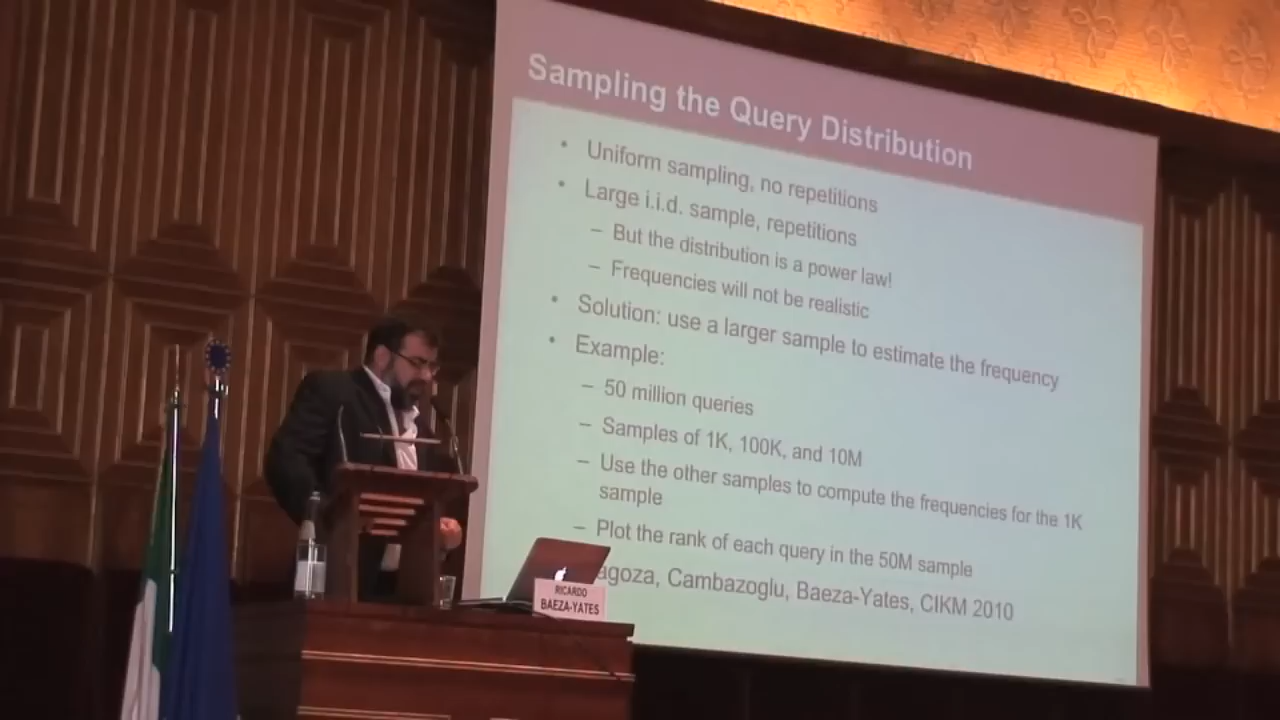 Sampling the Query Distribution
• Uniform sampling, no repetitions
• Large i.i.d. sample, repetitions
– But the distribution is a power law!
– Frequencies will not be realistic
• Solution: use a larger sample to estimate the frequency
• Example:
– 50 million queries
– Samples of 1K, 100K, and 10M
– Use the other samples to compute the frequencies for the 1K
sample
– Plot the rank of each query in the 50M sample
agoza, Cambazoglu, Baeza-Yates, CIKM 2010
RICARDO
BAEZA-YATES